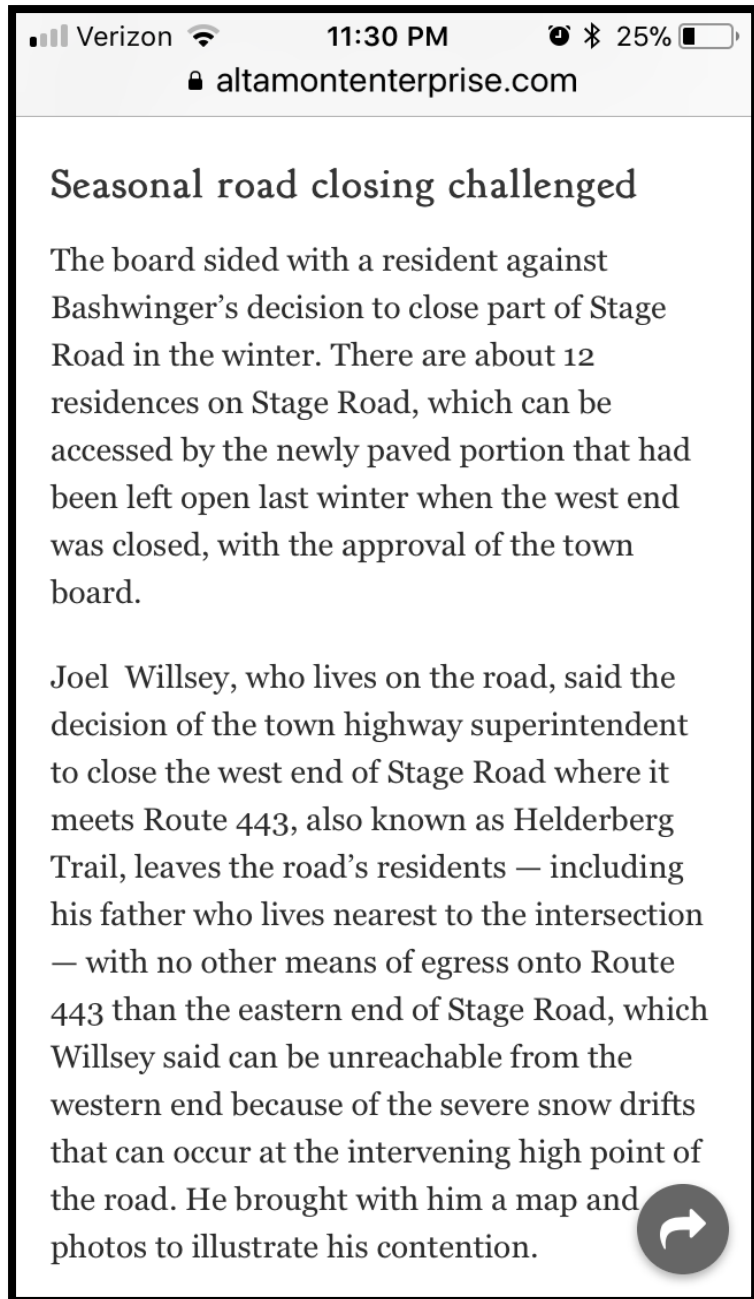 Verizon 11:30 PM 25%
altamontenterprise.com
Seasonal road closing challenged
The board sided with a resident against
Bashwinger’s decision to close part of Stage
Road in the winter. There are about 12
residences on Stage Road, which can be
accessed by the newly paved portion that had
been left open last winter when the west end
was closed, with the approval of the town
board.
Joel  Willsey, who lives on the road, said the
decision of the town highway superintendent
to close the west end of Stage Road where it
meets Route 443, also known as Helderberg
Trail, leaves the road’s residents — including
his father who lives nearest to the intersection
— with no other means of egress onto Route
443 than the eastern end of Stage Road, which
Willsey said can be unreachable from the
western end because of the severe snow drifts
that can occur at the intervening high point of
the road. He brought with him a map and
photos to illustrate his contention.